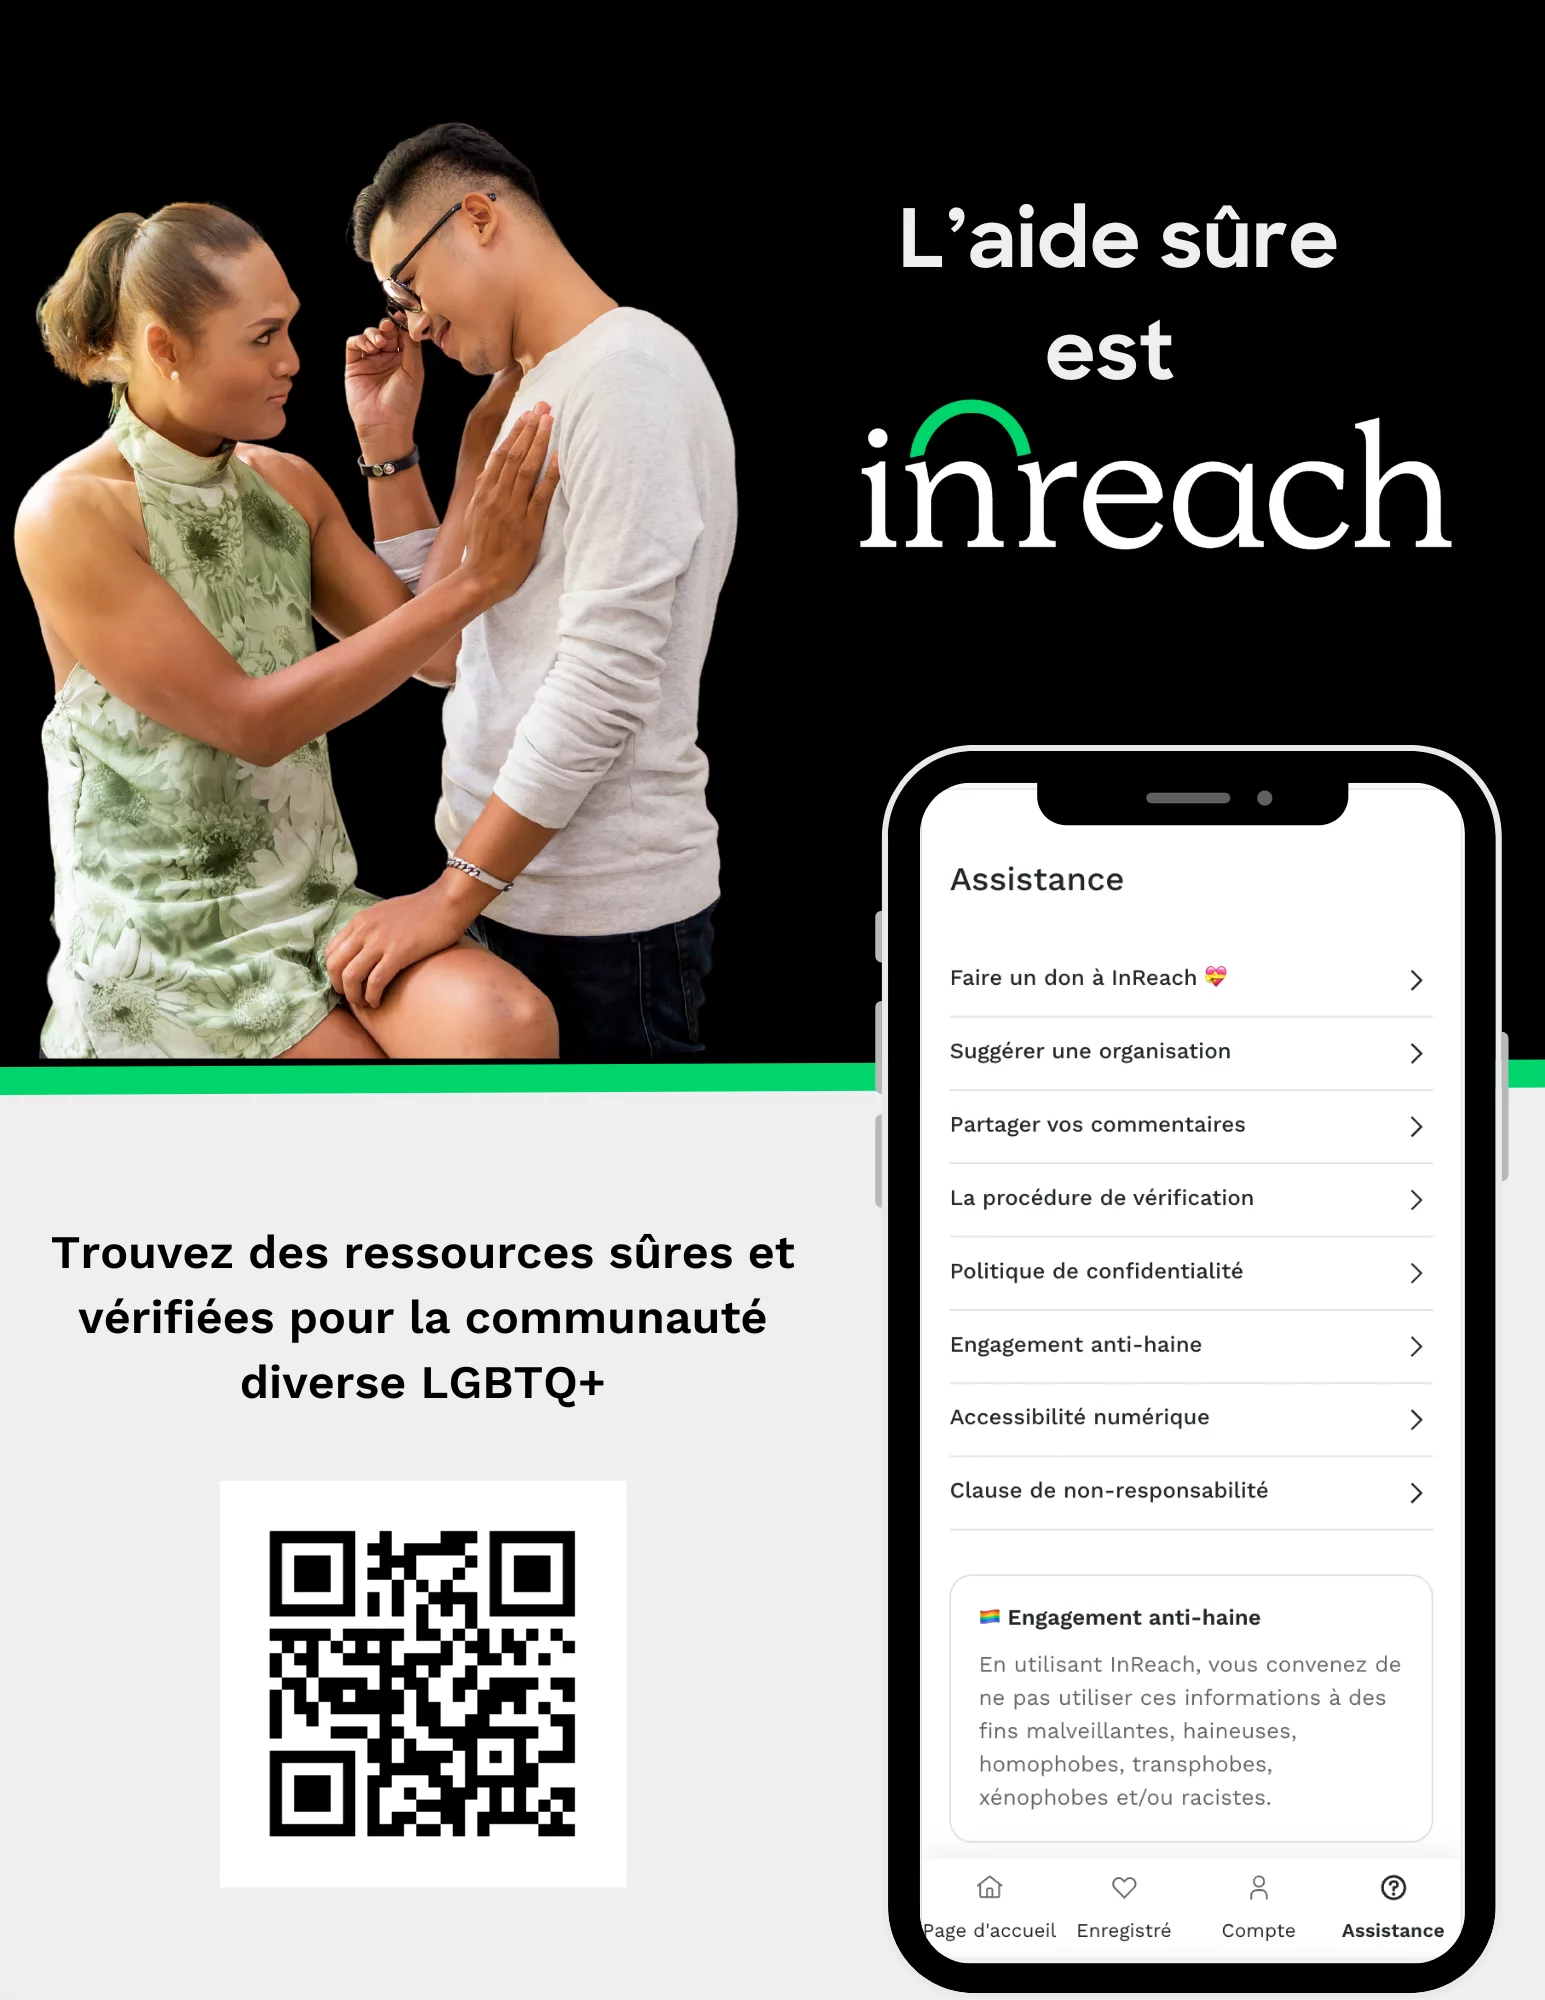 L’aide sûre
est
inreach
Assistance
Faire un don à InReach 💝
Suggérer une organisation
Partager vos commentaires
La procédure de vérification
Politique de confidentialité
Engagement anti-haine
Accessibilité numérique
Clause de non-responsabilité
🏳️‍🌈 Engagement anti-haine
En utilisant InReach, vous convenez de
ne pas utiliser ces informations à des
fins malveillantes, haineuses,
homophobes, transphobes,
xénophobes et/ou racistes.
Page d'accueil
Enregistré
Compte
Assistance
Trouvez des ressources sûres et
vérifiées pour la communauté
diverse LGBTQ+